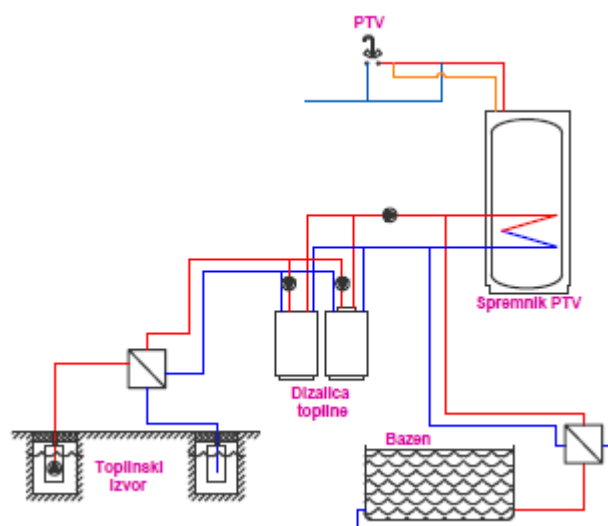 PTV
Spremnik PTV
Dizalica
topline
Bazen
Toplinski
izvor